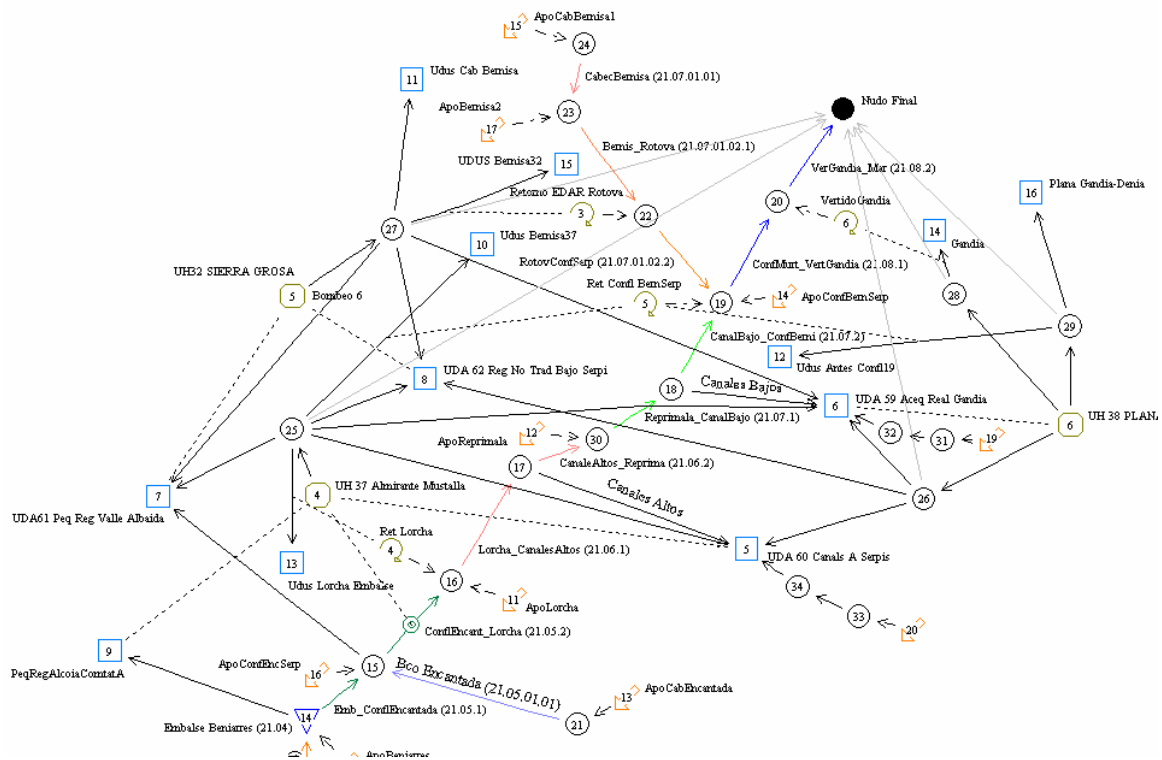 15
ApoCabBernisa1
24
Udus Cab Bernisa
11
CabecBernisa (21.07.01.01)
ApoBernisa2
17
23
Nudo Final
UDUS Bernisa32
15
Bernis_Rotova (21.07.01.02.1)
VerGandia_Mar (21.08.2)
Plana Gandia-Denia
16
Retorno EDAR Rotova
3
22
20
VertidoGandia
6
14
Gandia
27
10
Udus Bernisa37
RotovConfSerp (21.07.01.02.2)
ConfMurt_VertGandia (21.08.1)
UH32 SIERRA GROSA
5
Bombeo 6
Ret Confl BernSerp
5
19
14
ApoConfBernSerp
28
29
CanalBajo_ConfBerni (21.07.2)
12
Udus Antes Confl19
8
UDA 62 Reg No Trad Bajo Serpi
18
Canales Bajos
6
UDA 59 Aceq Real Gandia
6
UH 38 PLANA
25
Reprimala_CanalBajo (21.07.1)
ApoReprimala
12
30
32
31
19
17
CanaleAltos_Reprima (21.06.2)
7
UDA61 Peq Reg Valle Albaida
4
UH 37 Almirante Mustalla
Canales Altos
26
Ret Lorcha
4
Lorcha_CanalesAltos (21.06.1)
5
UDA 60 Canals A Serpis
13
Udus Lorcha Embalse
16
11
ApoLorcha
34
33
20
ConflEncant_Lorcha (21.05.2)
9
PeqRegAlcoiaComtatA
ApoConfEncSerp
16
15
Bco Encantada (21.05.01.01)
13
ApoCabEncantada
21
14
Emb_ConflEncantada (21.05.1)
Embalse Beniarres (21.04)
ApoBeniarres